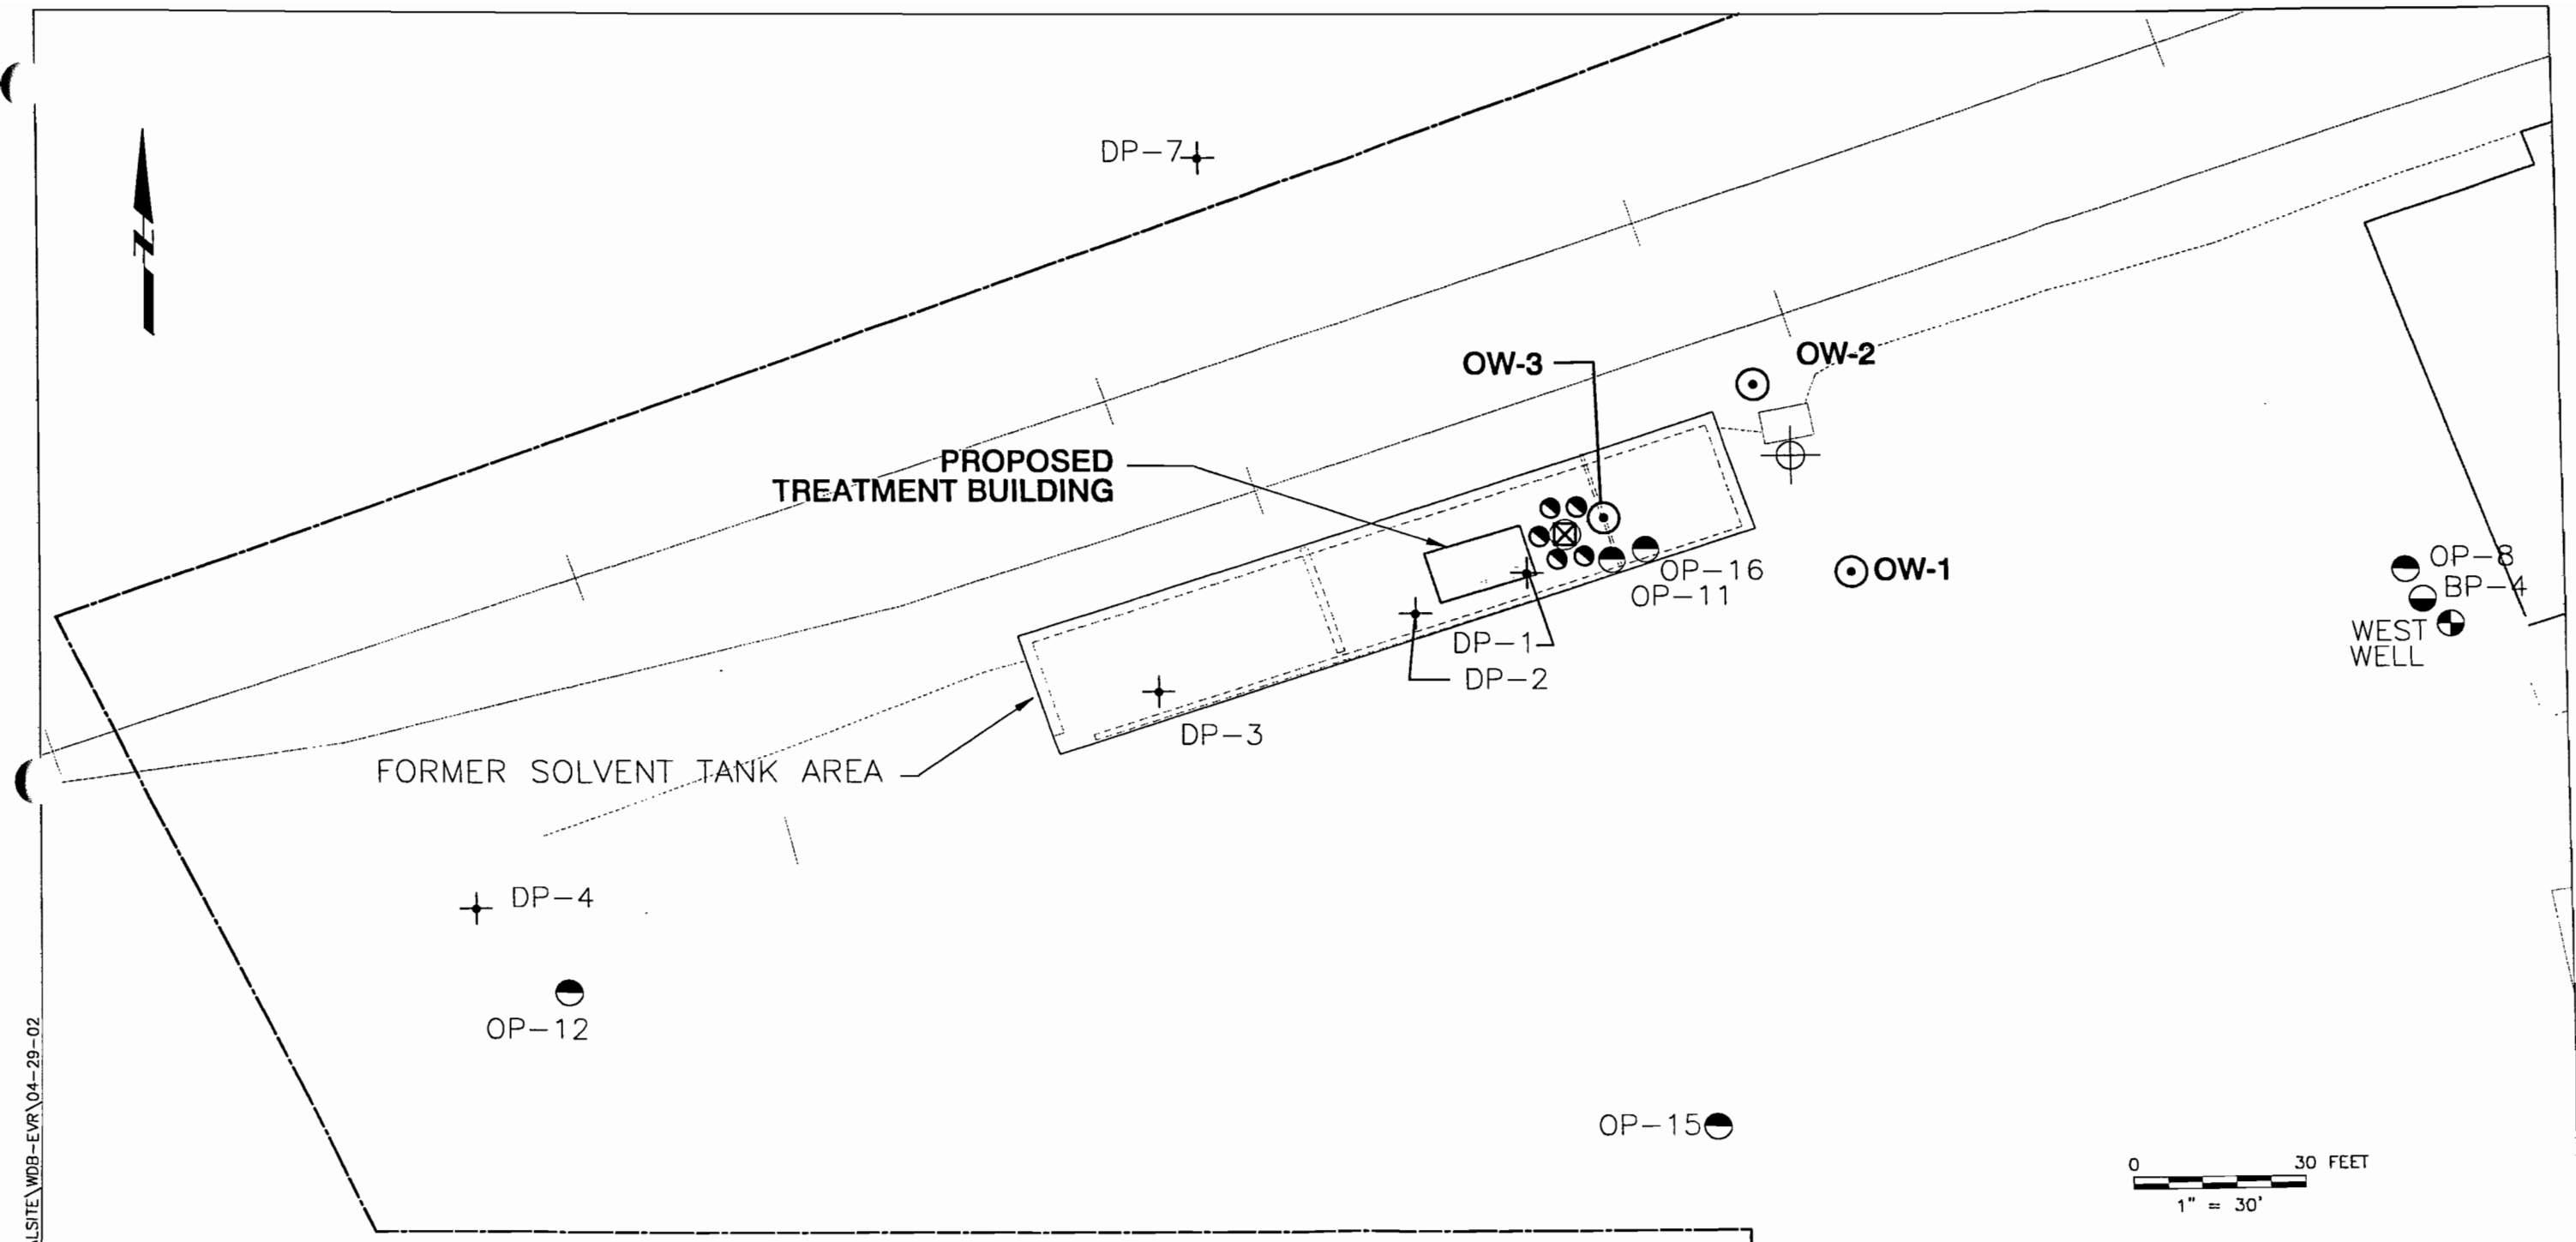 DP-7
N
OW-3
OW-2
PROPOSED
TREATMENT BUILDING
OP-16
OP-11
OW-1
OP-8
BP-4
WEST
WELL
DP-1
DP-2
DP-3
FORMER SOLVENT TANK AREA
DP-4
OP-12
OP-15
0 30 FEET
1" = 30'
LSITE\WDB-EVR\04-29-02